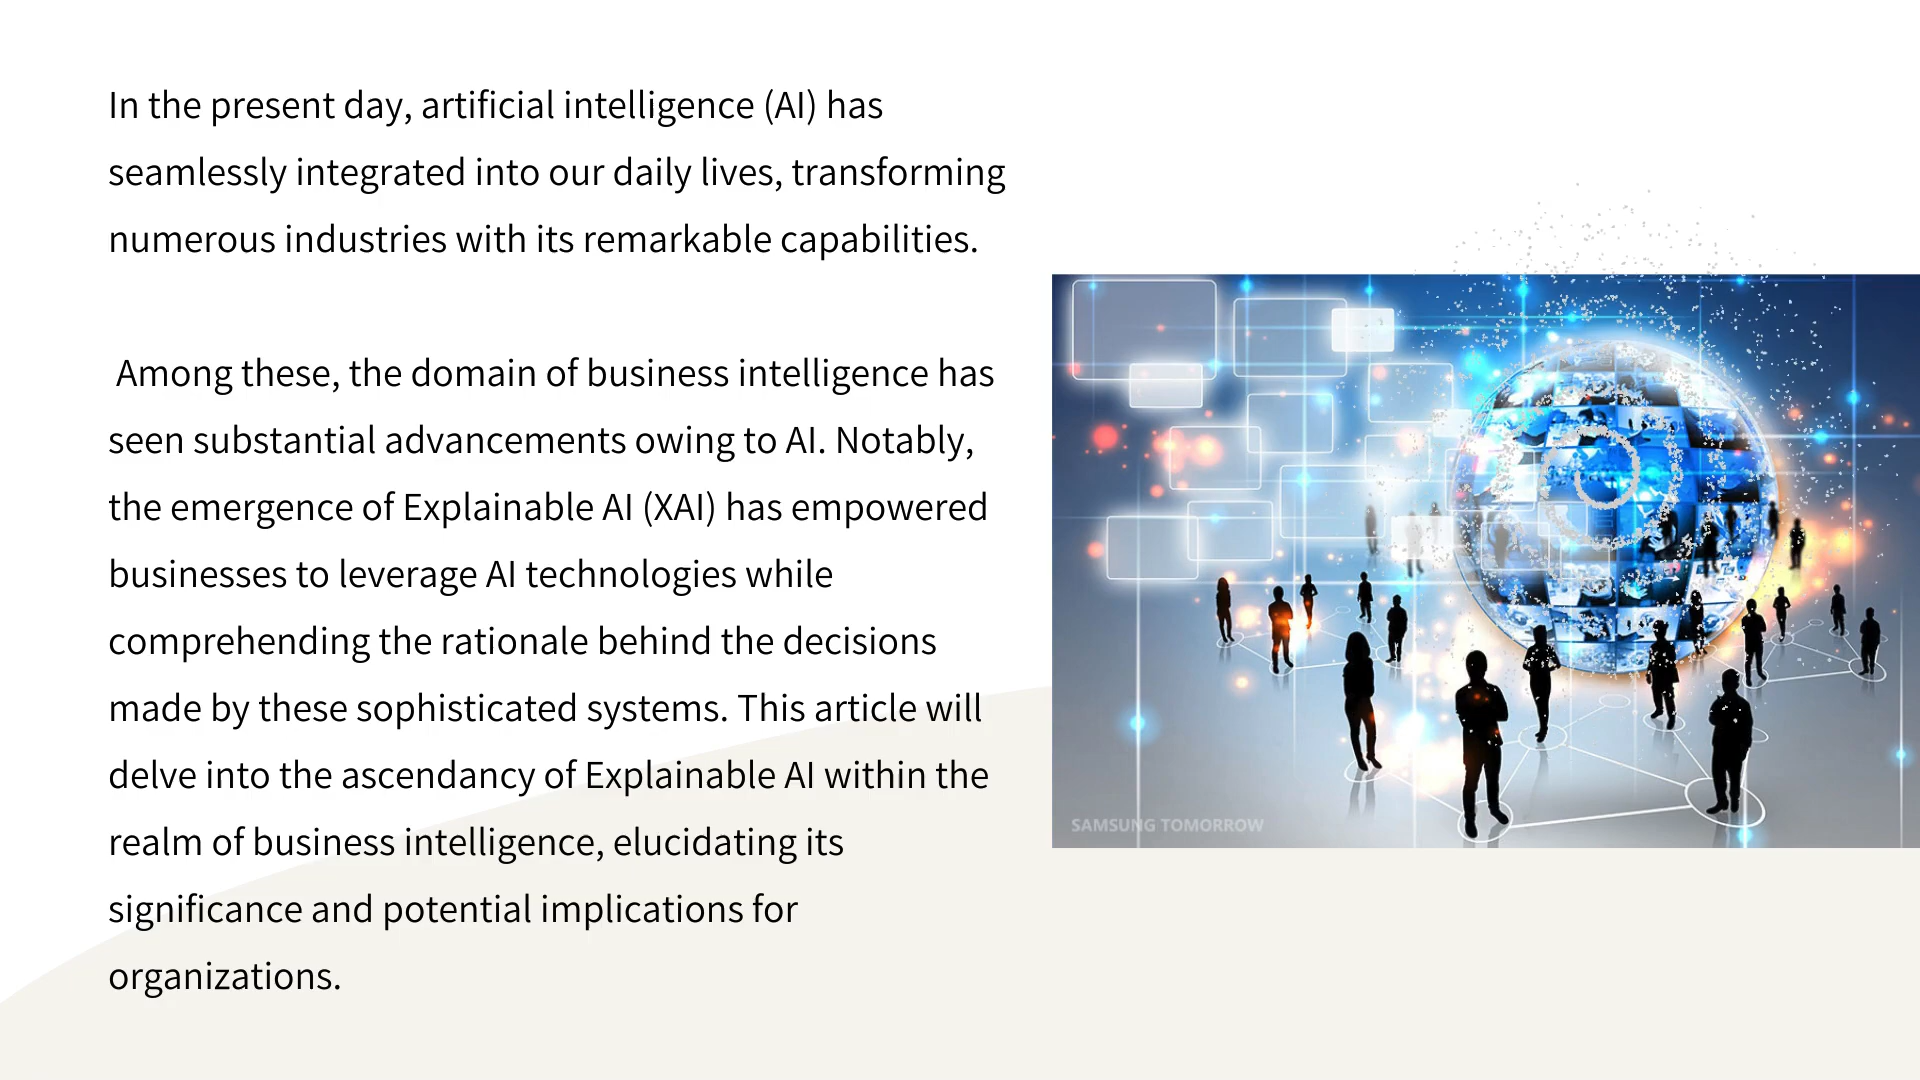 In the present day, artificial intelligence (AI) has
seamlessly integrated into our daily lives, transforming
numerous industries with its remarkable capabilities.
Among these, the domain of business intelligence has
seen substantial advancements owing to AI. Notably,
the emergence of Explainable AI (XAI) has empowered
businesses to leverage AI technologies while
comprehending the rationale behind the decisions
made by these sophisticated systems. This article will
delve into the ascendancy of Explainable AI within the
realm of business intelligence, elucidating its
significance and potential implications for
organizations.
SAMSUNG TOMORROW